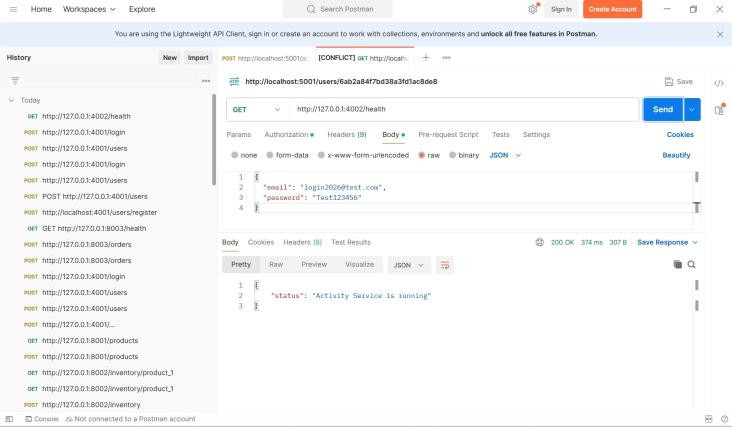 Home Workspaces Explore Search Postman Sign In Create Account
You are using the Lightweight API Client, sign in or create an account to work with collections, environments and unlock all free features in Postman.
History New Import
POST http://localhost:5001/a [CONFLICT] GET http://localh
http://localhost:5001/users/6ab2a84f7bd38a3fd1ac8de8 Save
Today
GET http://127.0.0.1:4002/health
POST http://127.0.0.1:4001/login
POST http://127.0.0.1:4001/users
POST http://127.0.0.1:4001/login
POST http://127.0.0.1:4001/users
POST POST http://127.0.0.1:4001/users
POST http://localhost:4001/users/register
GET GET http://127.0.0.1:8003/health
POST http://127.0.0.1:8003/orders
POST http://127.0.0.1:8003/orders
POST http://127.0.0.1:4001/login
POST http://127.0.0.1:4001/users
POST http://127.0.0.1:4001/users
POST http://127.0.0.1:4001/...
GET http://127.0.0.1:8001/products
POST http://127.0.0.1:8001/products
GET http://127.0.0.1:8002/inventory/product_1
GET http://127.0.0.1:8002/inventory/product_1
POST http://127.0.0.1:8002/inventory
GET http://127.0.0.1:4002/health Send
Params Authorization Headers (9) Body Pre-request Script Tests Settings Cookies
none form-data x-www-form-urlencoded raw binary JSON Beautify
1 {
2 "email": "login2026@test.com",
3 "password": "Test123456"
4 }
Body Cookies Headers (8) Test Results 200 OK 374 ms 307 B Save Response
Pretty Raw Preview Visualize JSON
1 {
2 "status": "Activity Service is running"
3 }
Console Not connected to a Postman account